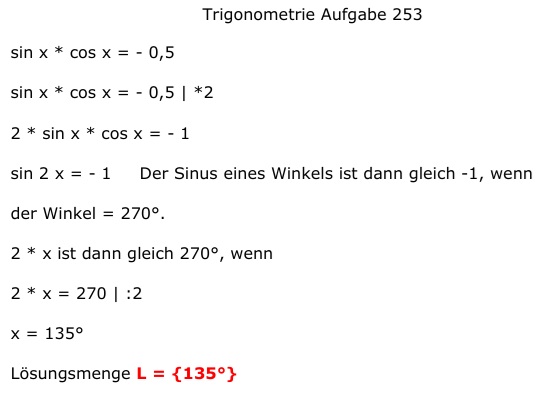 Trigonometrie Aufgabe 253
sin x * cos x = - 0,5
sin x * cos x = - 0,5 | *2
2 * sin x * cos x = - 1
sin 2 x = - 1 Der Sinus eines Winkels ist dann gleich -1, wenn
der Winkel = 270°.
2 * x ist dann gleich 270°, wenn
2 * x = 270 | :2
x = 135°
Lösungsmenge L = {135°}